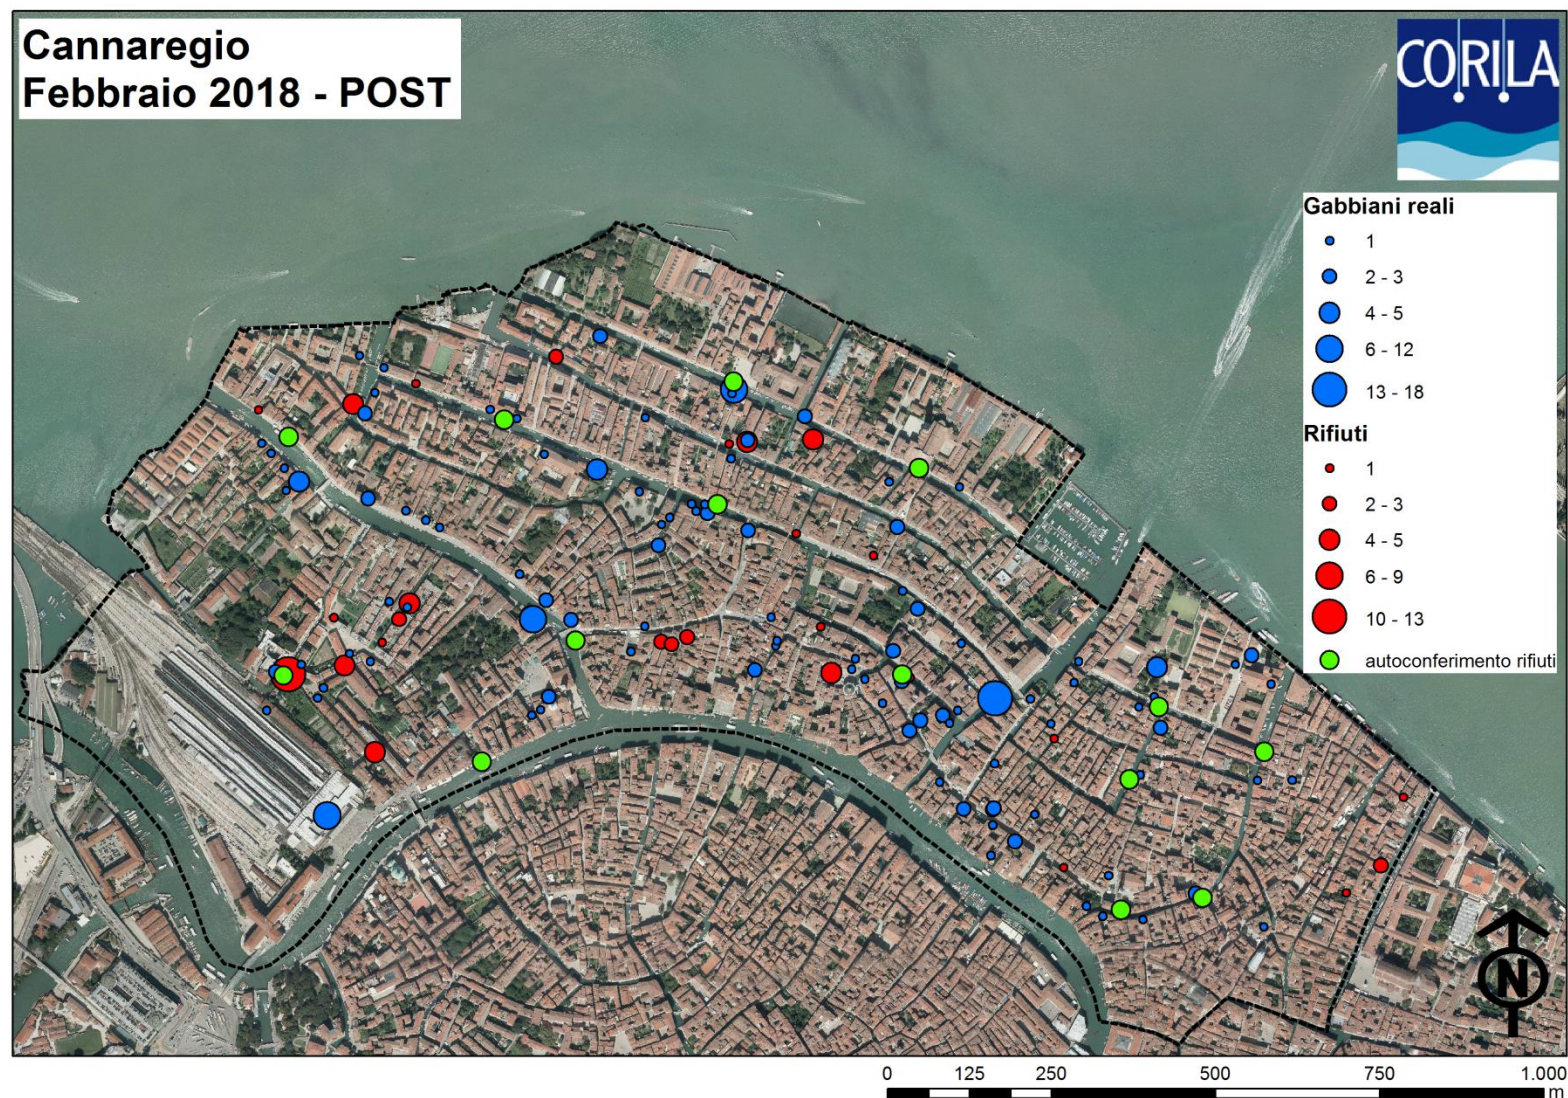 Cannaregio
Febbraio 2018 - POST
CORILA
Gabbiani reali
1
2 - 3
4 - 5
6 - 12
13 - 18
Rifiuti
1
2 - 3
4 - 5
6 - 9
10 - 13
autoconferimento rifiuti
N
0 125 250 500 750 1.000
m